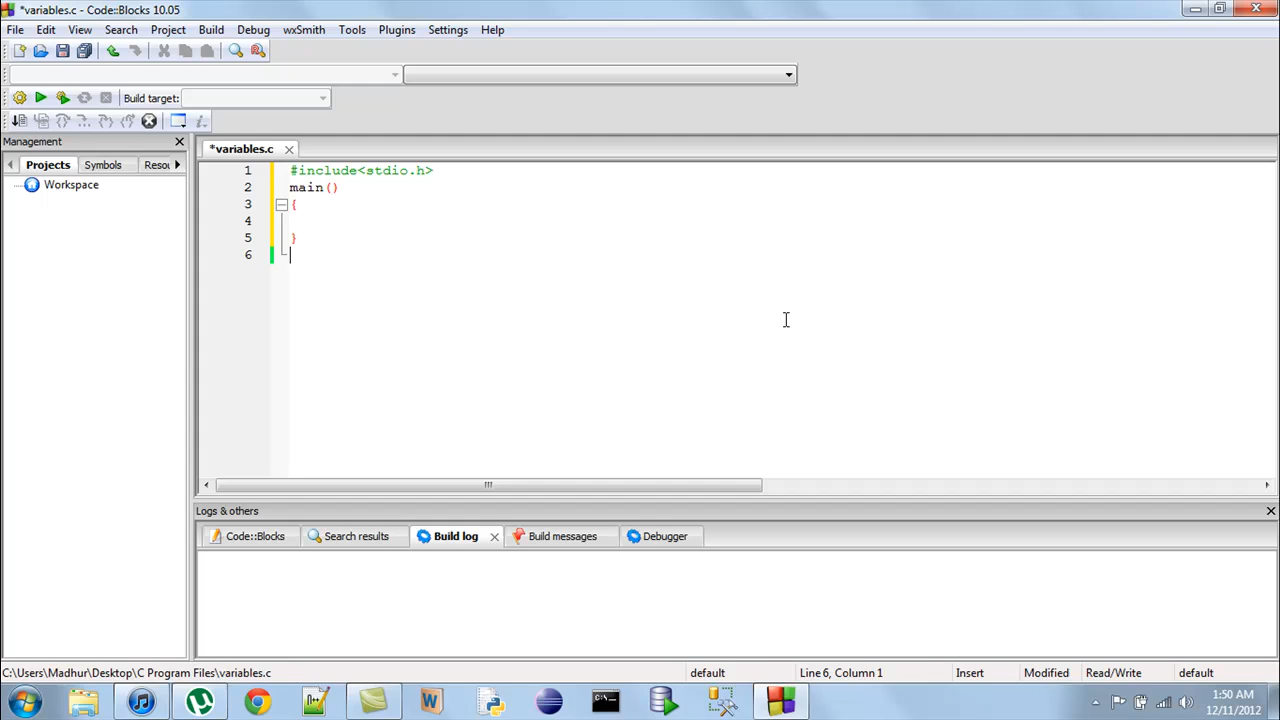 *variables.c - Code::Blocks 10.05
File Edit View Search Project Build Debug wxSmith Tools Plugins Settings Help
Build target:
Management
*variables.c
Projects Symbols Resou
Workspace
1 #include<stdio.h>
2 main()
3 {
4
5 }
6
Logs & others
Code::Blocks Search results Build log Build messages Debugger
C:\Users\Madhur\Desktop\C Program Files\variables.c default Line 6, Column 1 Insert Modified Read/Write default
1:50 AM
12/11/2012